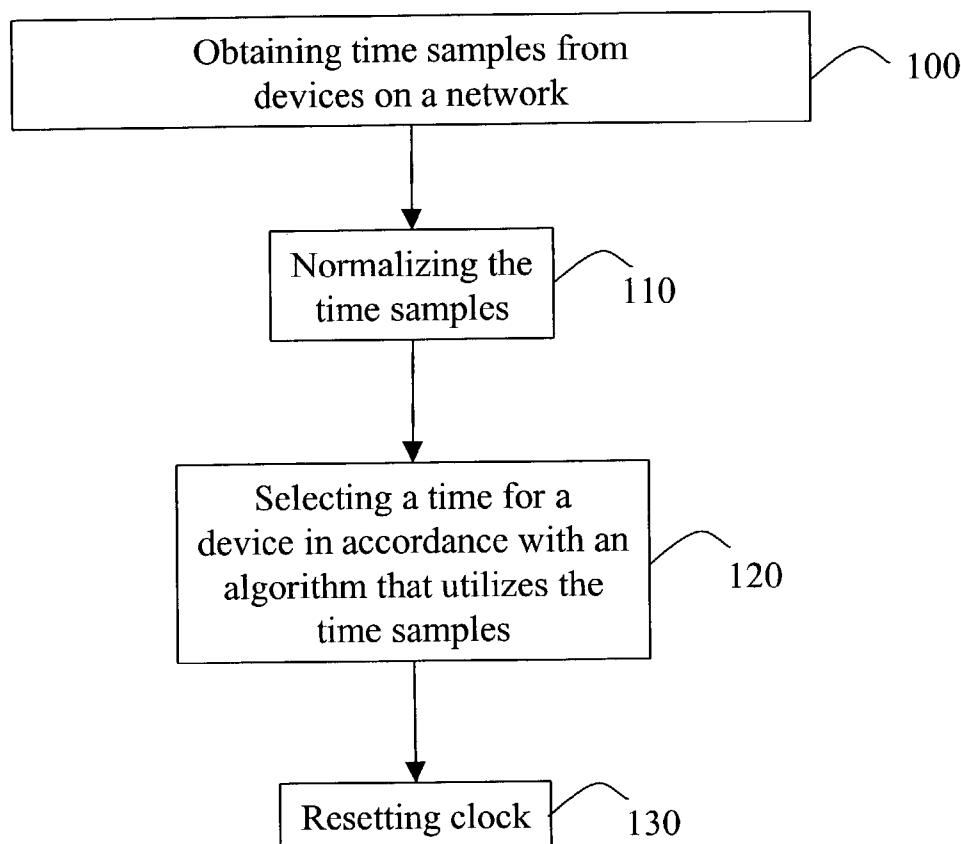 Obtaining time samples from
devices on a network
100
Normalizing the
time samples
110
Selecting a time for a
device in accordance with an
algorithm that utilizes the
time samples
120
Resetting clock
130